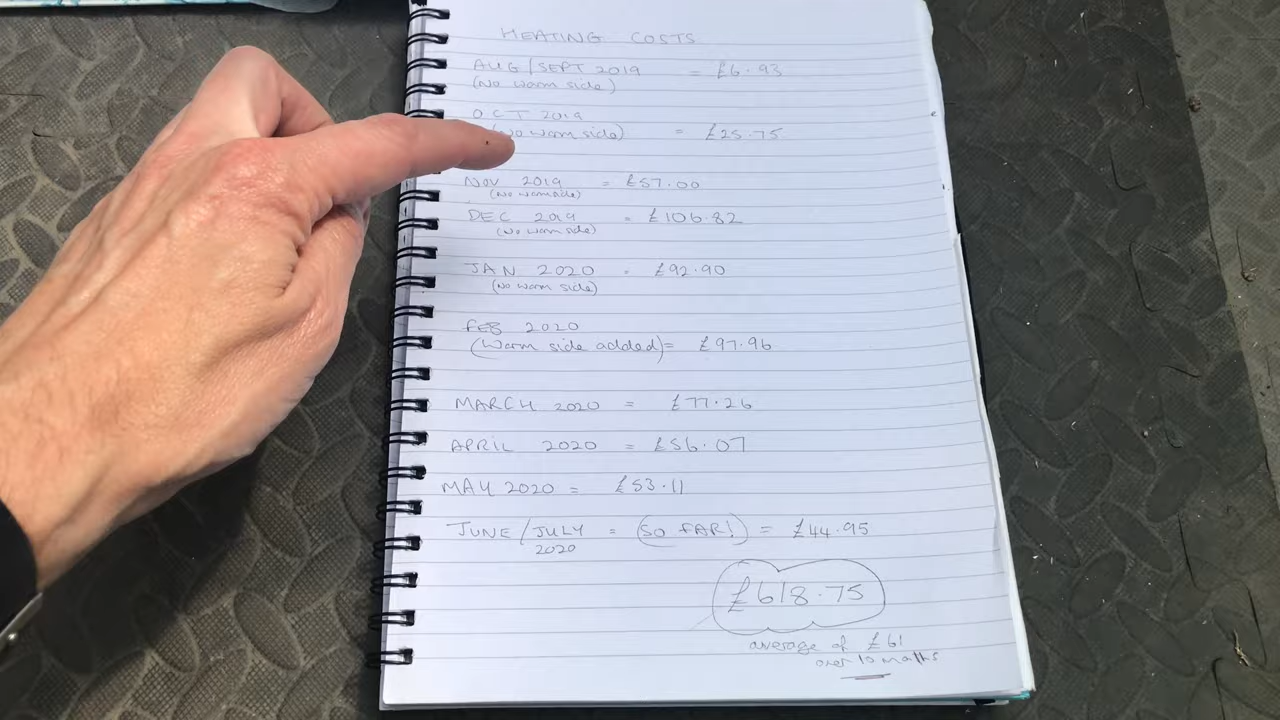 HEATING COSTS
AUG/SEPT 2019 = £6.93
(No warm side)
OCT 2019
(No warm side) = £25.75
NOV 2019 = £57.00
(No warm side)
DEC 2019 = £106.82
(No warm side)
JAN 2020 = £92.90
(No warm side)
FEB 2020
(Warm side added) = £97.96
MARCH 2020 = £77.26
APRIL 2020 = £56.07
MAY 2020 = £53.11
JUNE/JULY = (SO FAR!) = £44.95
2020
£618.75
average of £61
over 10 months